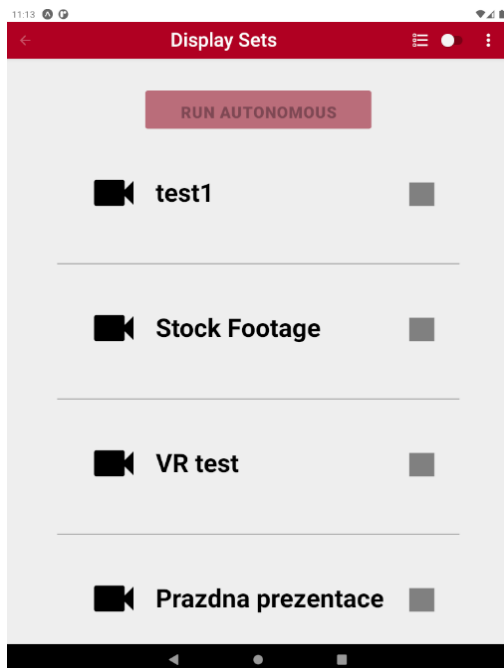 11:13
Display Sets
RUN AUTONOMOUS
test1
Stock Footage
VR test
Prazdna prezentace